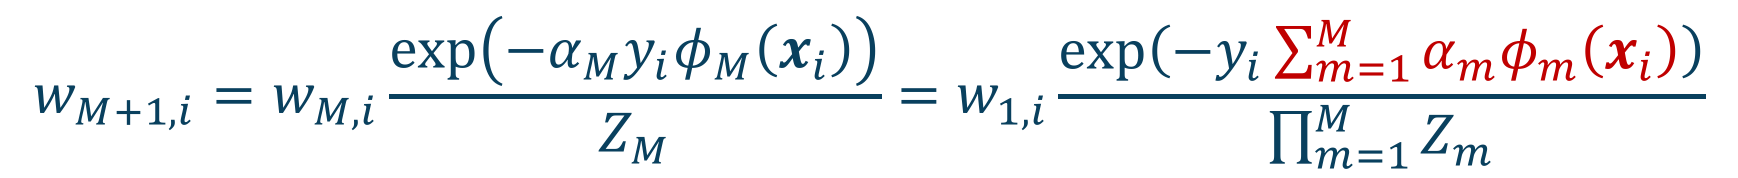 $w_{M+1,i} = w_{M,i} \frac{\exp(-\alpha_M y_i \phi_M(\boldsymbol{x}_i))}{Z_M} = w_{1,i} \frac{\exp(-y_i \sum_{m=1}^{M} \alpha_m \phi_m(\boldsymbol{x}_i))}{\prod_{m=1}^{M} Z_m}$